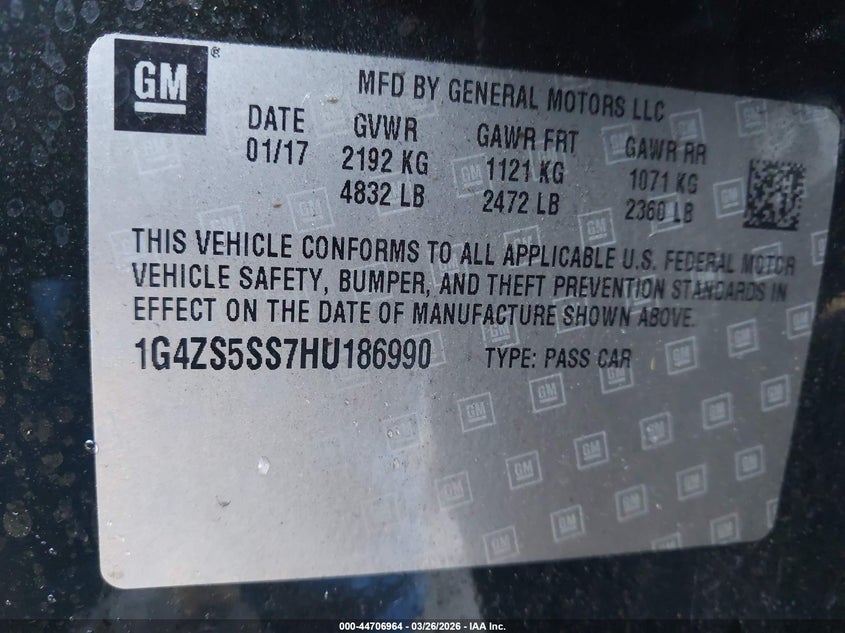 GM®
MFD BY GENERAL MOTORS LLC
DATE GVWR GAWR FRT GAWR RR
01/17 2192 KG 1121 KG 1071 KG
4832 LB 2472 LB 2360 LB
THIS VEHICLE CONFORMS TO ALL APPLICABLE U.S. FEDERAL MOTOR
VEHICLE SAFETY, BUMPER, AND THEFT PREVENTION STANDARDS IN
EFFECT ON THE DATE OF MANUFACTURE SHOWN ABOVE.
1G4ZS5SS7HU186990 TYPE: PASS CAR
000-44706964 | 03/26/2026 | IAA Inc.